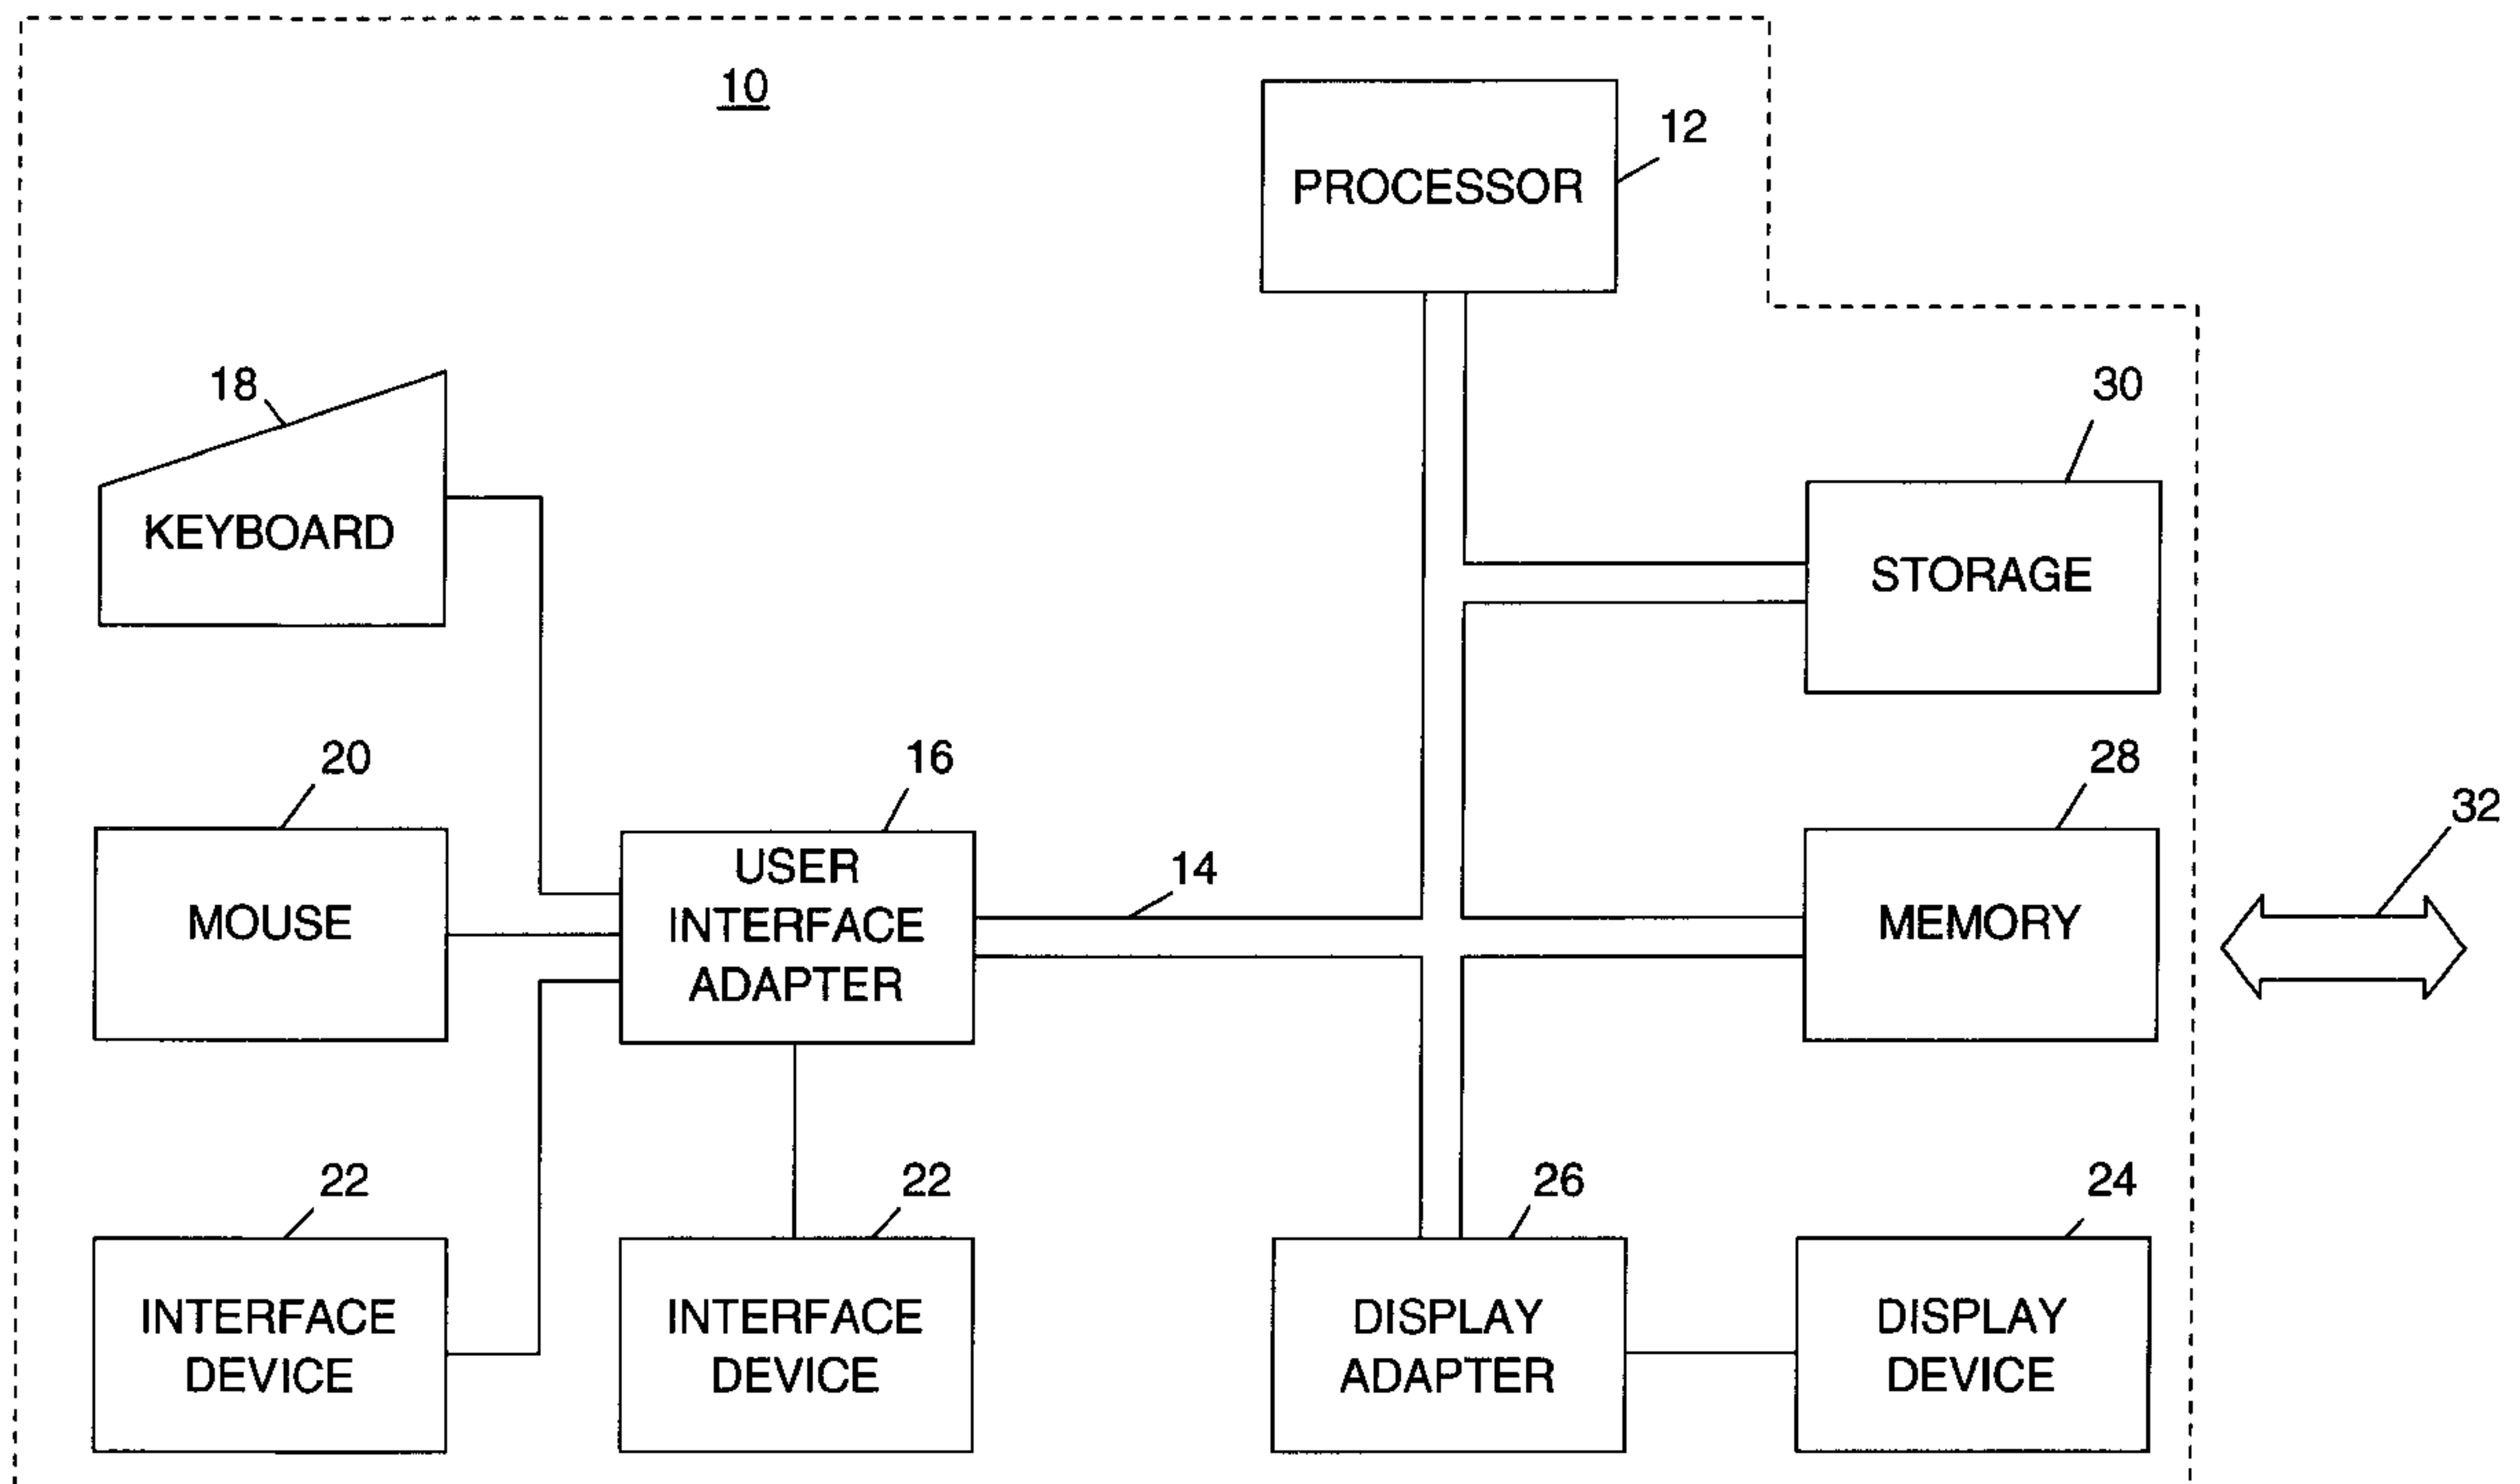 10
12
PROCESSOR
18
30
KEYBOARD
STORAGE
20
16
28
32
MOUSE
USER
INTERFACE
ADAPTER
14
MEMORY
22
22
26
24
INTERFACE
DEVICE
INTERFACE
DEVICE
DISPLAY
ADAPTER
DISPLAY
DEVICE